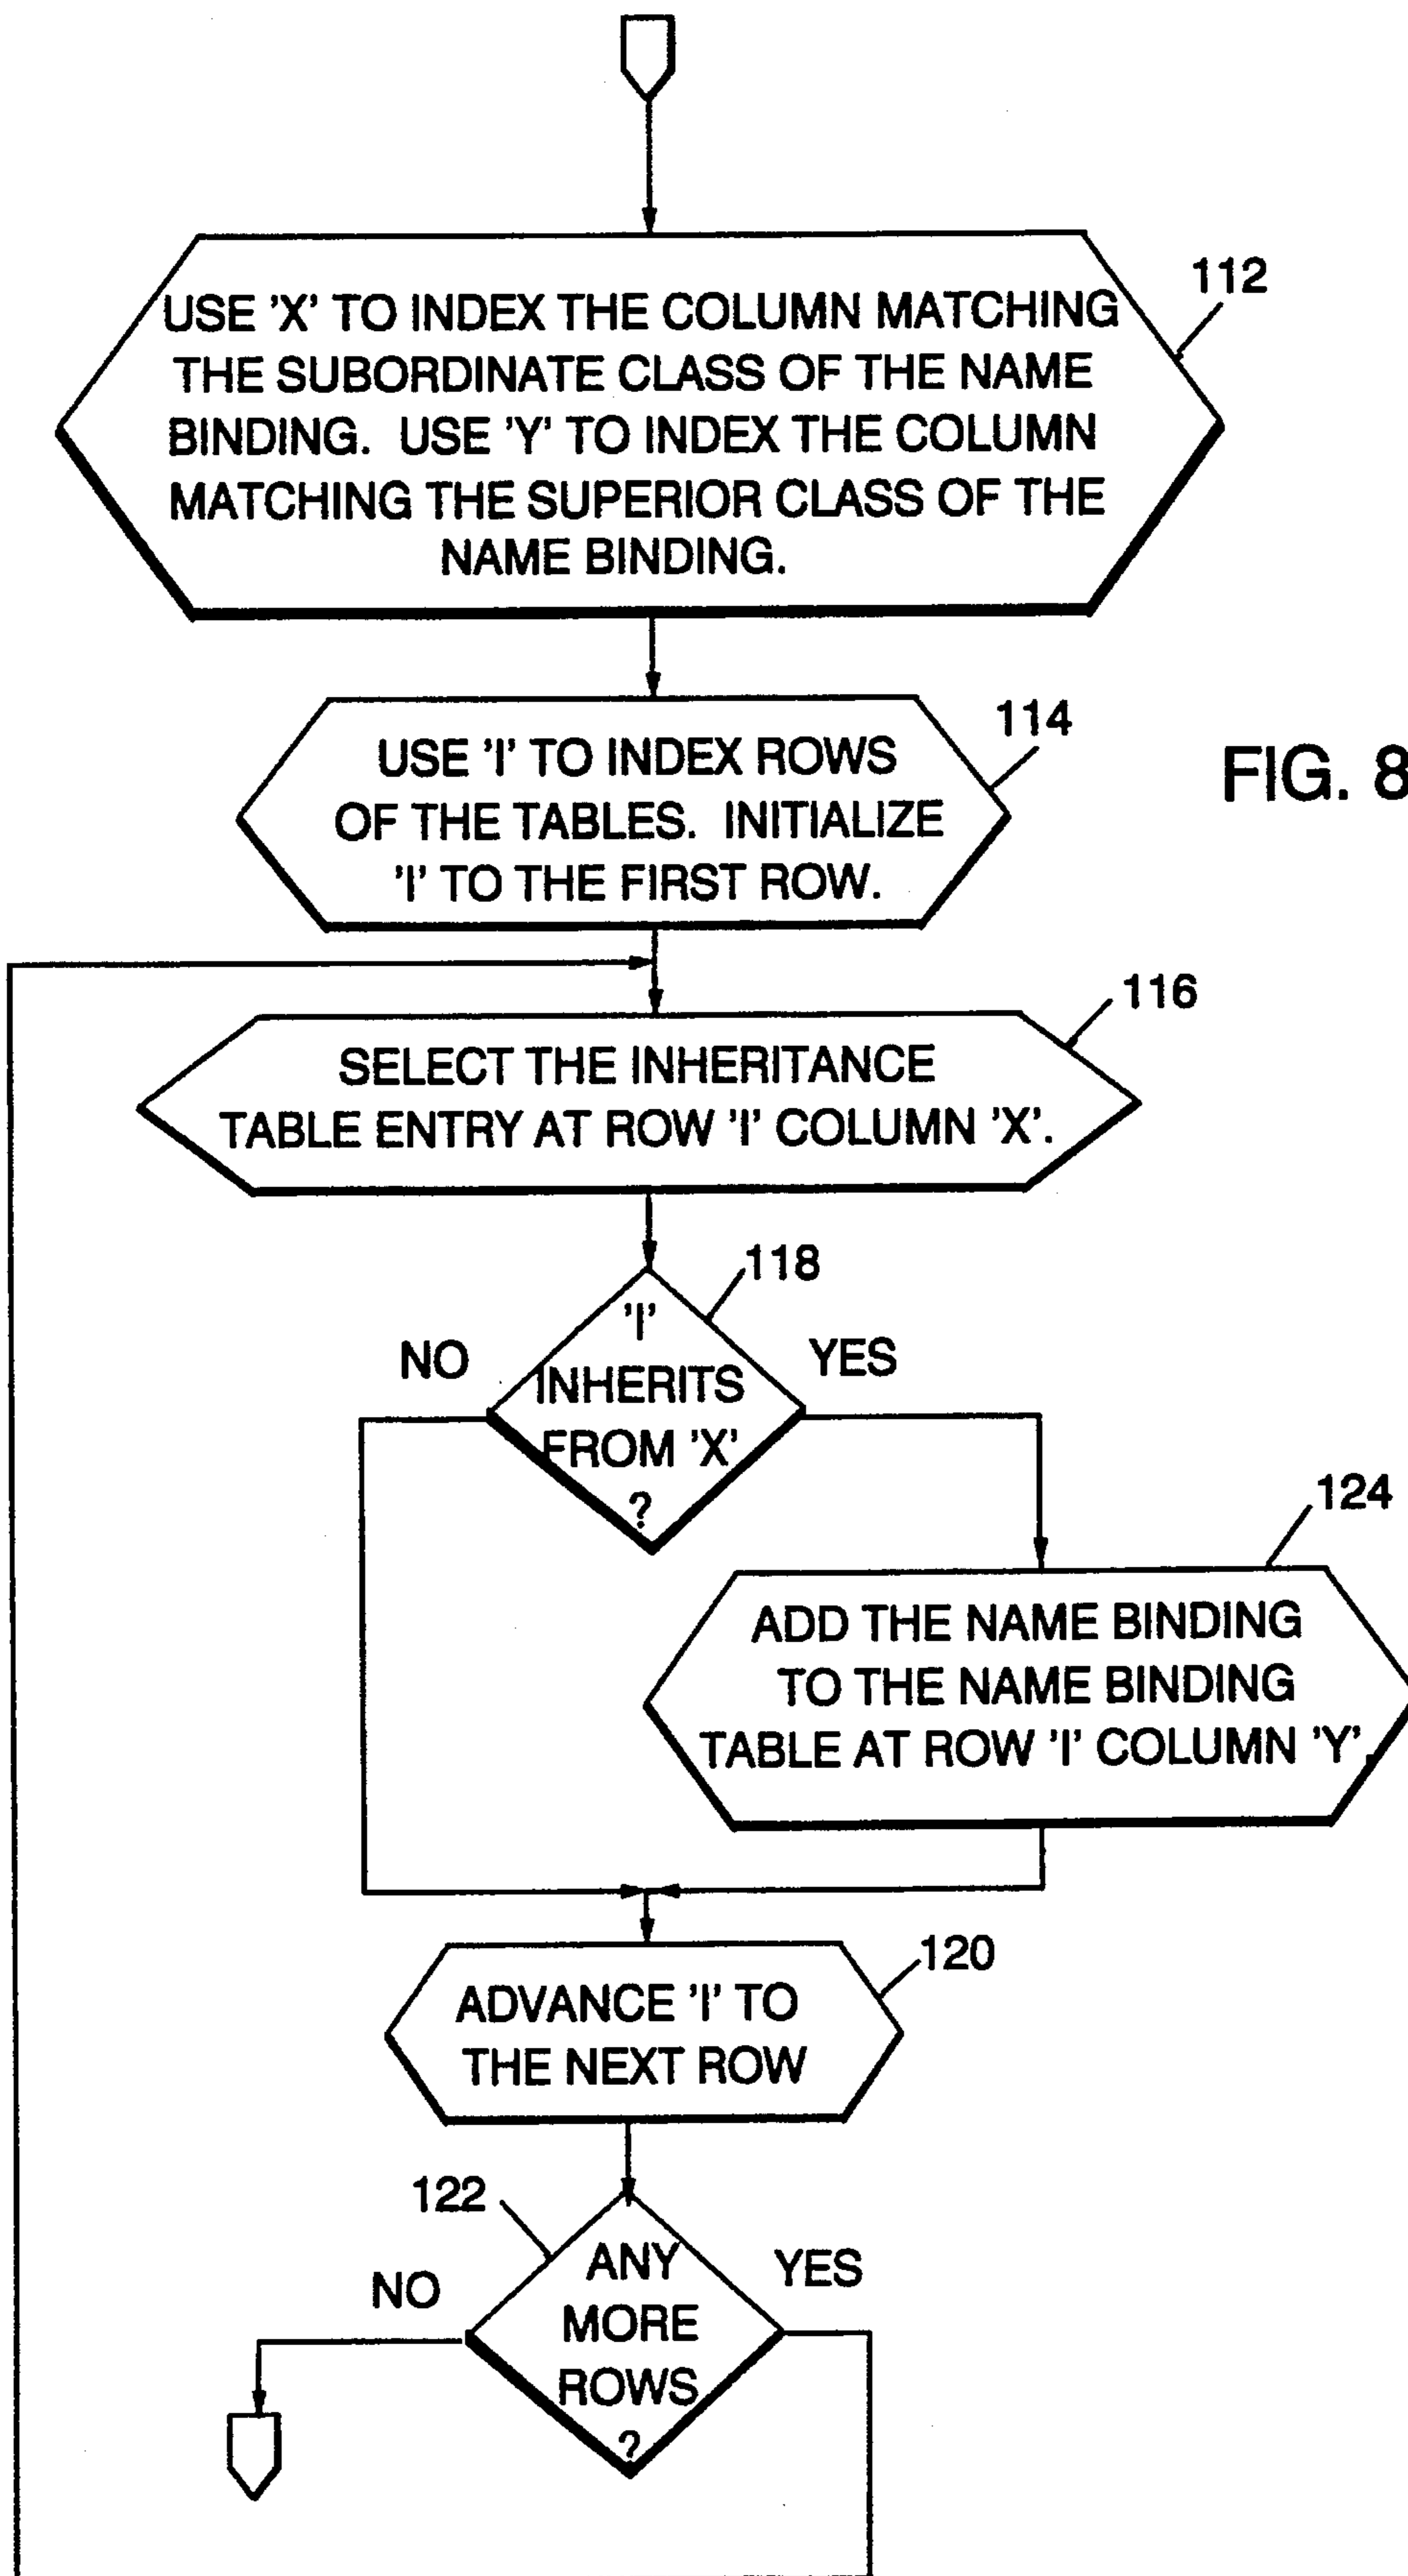 112
USE 'X' TO INDEX THE COLUMN MATCHING
THE SUBORDINATE CLASS OF THE NAME
BINDING. USE 'Y' TO INDEX THE COLUMN
MATCHING THE SUPERIOR CLASS OF THE
NAME BINDING.
114
USE 'I' TO INDEX ROWS
OF THE TABLES. INITIALIZE
'I' TO THE FIRST ROW.
FIG. 8
116
SELECT THE INHERITANCE
TABLE ENTRY AT ROW 'I' COLUMN 'X'.
118
'I'
INHERITS
FROM 'X'
?
NO
YES
124
ADD THE NAME BINDING
TO THE NAME BINDING
TABLE AT ROW 'I' COLUMN 'Y'.
120
ADVANCE 'I' TO
THE NEXT ROW
122
ANY
MORE
ROWS
?
NO
YES